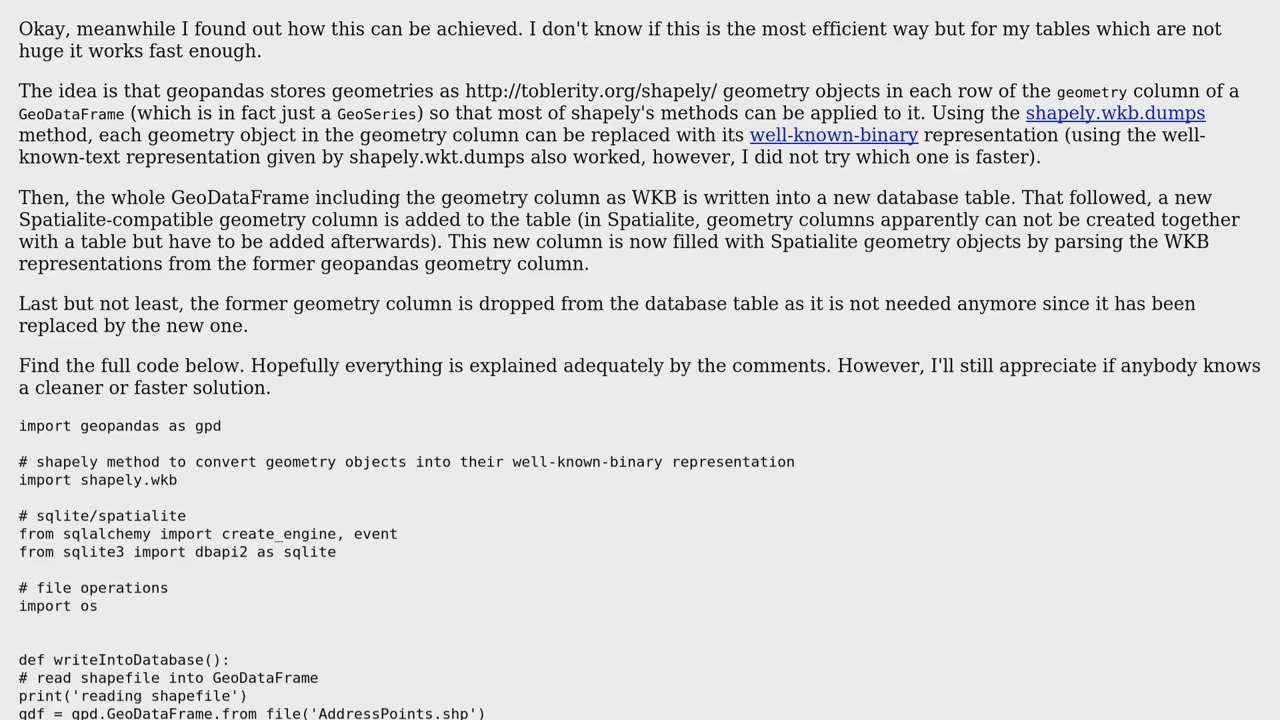 Okay, meanwhile I found out how this can be achieved. I don't know if this is the most efficient way but for my tables which are not
huge it works fast enough.
The idea is that geopandas stores geometries as http://toblerity.org/shapely/ geometry objects in each row of the geometry column of a
GeoDataFrame (which is in fact just a GeoSeries) so that most of shapely's methods can be applied to it. Using the shapely.wkb.dumps
method, each geometry object in the geometry column can be replaced with its well-known-binary representation (using the well-
known-text representation given by shapely.wkt.dumps also worked, however, I did not try which one is faster).
Then, the whole GeoDataFrame including the geometry column as WKB is written into a new database table. That followed, a new
Spatialite-compatible geometry column is added to the table (in Spatialite, geometry columns apparently can not be created together
with a table but have to be added afterwards). This new column is now filled with Spatialite geometry objects by parsing the WKB
representations from the former geopandas geometry column.
Last but not least, the former geometry column is dropped from the database table as it is not needed anymore since it has been
replaced by the new one.
Find the full code below. Hopefully everything is explained adequately by the comments. However, I'll still appreciate if anybody knows
a cleaner or faster solution.
import geopandas as gpd
# shapely method to convert geometry objects into their well-known-binary representation
import shapely.wkb
# sqlite/spatialite
from sqlalchemy import create_engine, event
from sqlite3 import dbapi2 as sqlite
# file operations
import os
def writeIntoDatabase():
# read shapefile into GeoDataFrame
print('reading shapefile')
gdf = gpd.GeoDataFrame.from_file('AddressPoints.shp')